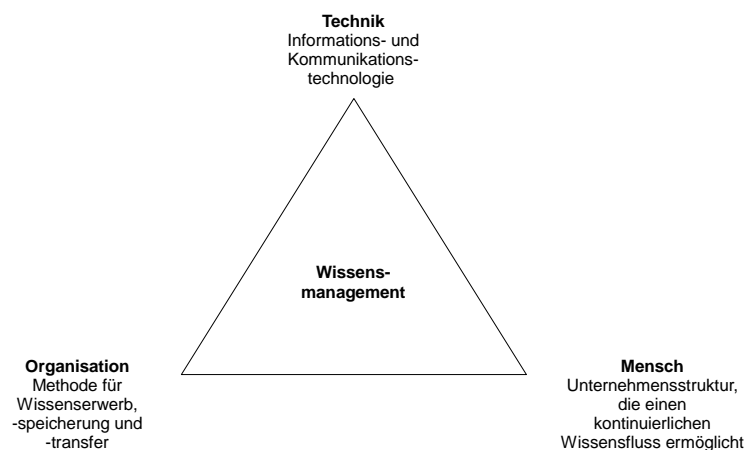 Technik
Informations- und
Kommunikations-
technologie
Wissens-
management
Organisation
Methode für
Wissenserwerb,
-speicherung und
-transfer
Mensch
Unternehmensstruktur,
die einen
kontinuierlichen
Wissensfluss ermöglicht